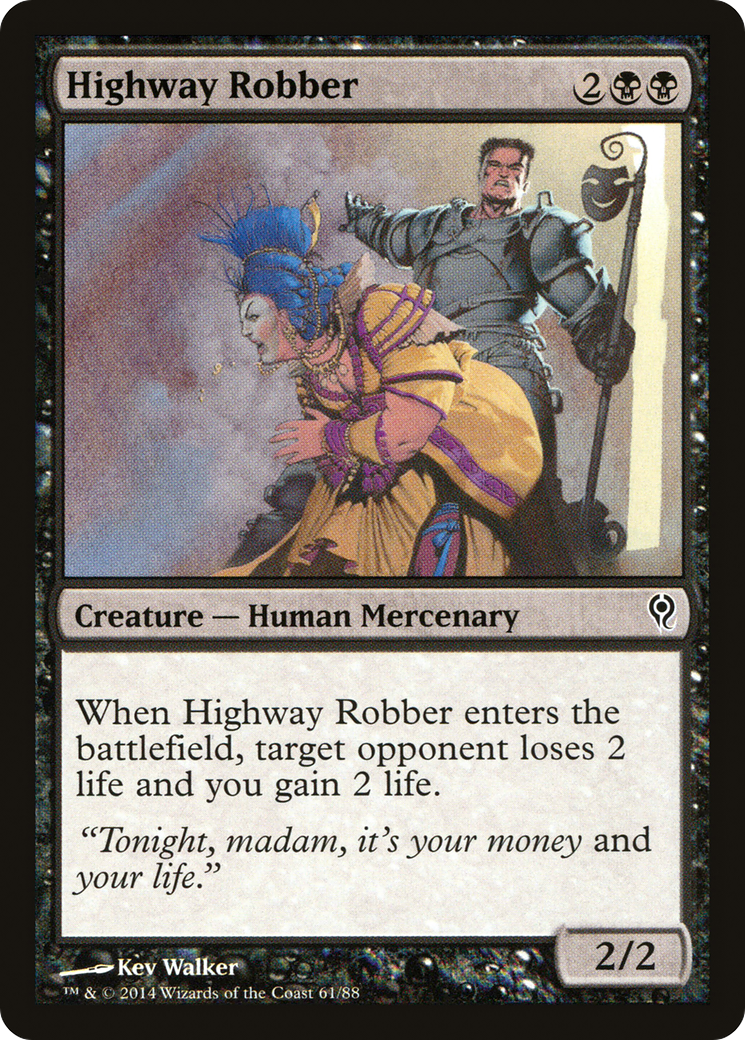 Highway Robber 2
Creature — Human Mercenary
When Highway Robber enters the
battlefield, target opponent loses 2
life and you gain 2 life.
“Tonight, madam, it’s your money and
your life.”
2/2
Kev Walker
™ & © 2014 Wizards of the Coast 61/88